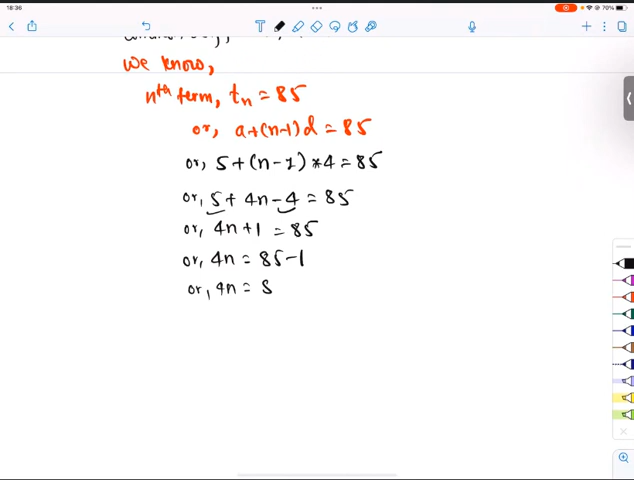 18:36
70%
we know,
nth term, tn = 85
or, a+(n-1)d = 85
or, 5+(n-1)*4 = 85
or, 5+4n-4 = 85
or, 4n+1 = 85
or, 4n = 85-1
or, 4n = 8